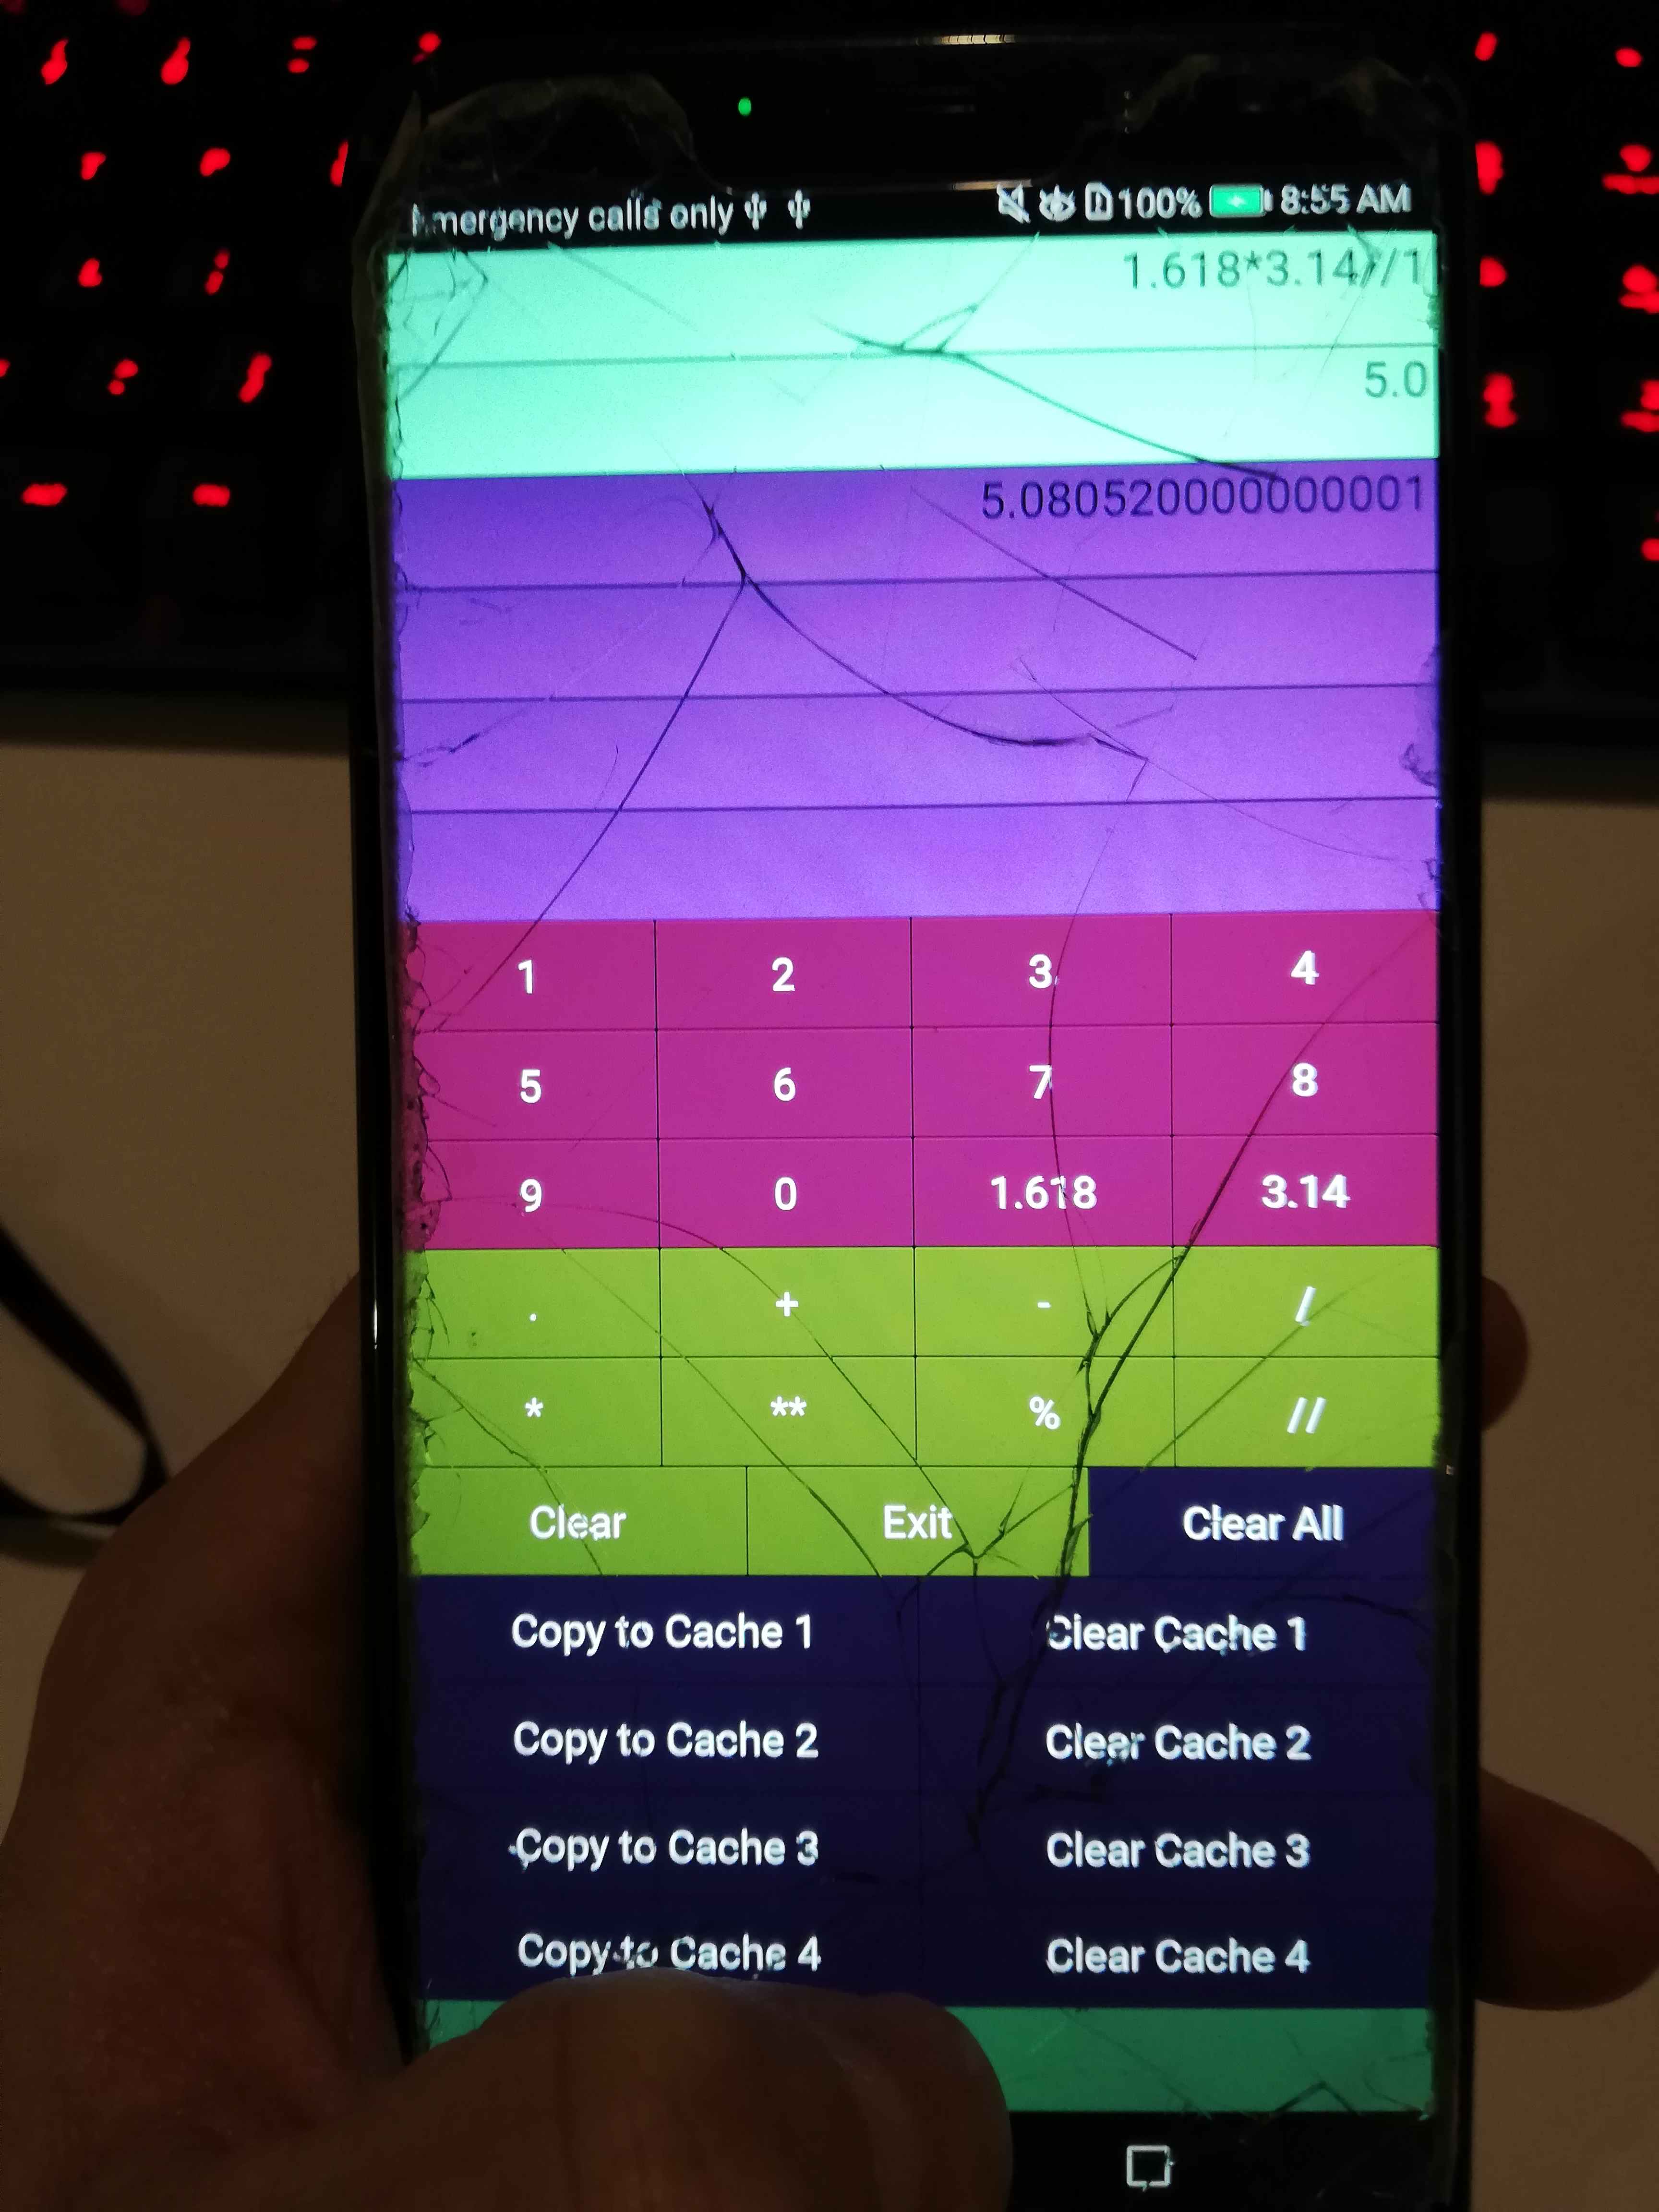 Emergency calls only 100% 8:55 AM
1.618*3.14//1
5.0
5.080520000000001
1 2 3 4
5 6 7 8
9 0 1.618 3.14
. + - /
* ** % //
Clear Exit Clear All
Copy to Cache 1 Clear Cache 1
Copy to Cache 2 Clear Cache 2
Copy to Cache 3 Clear Cache 3
Copy to Cache 4 Clear Cache 4